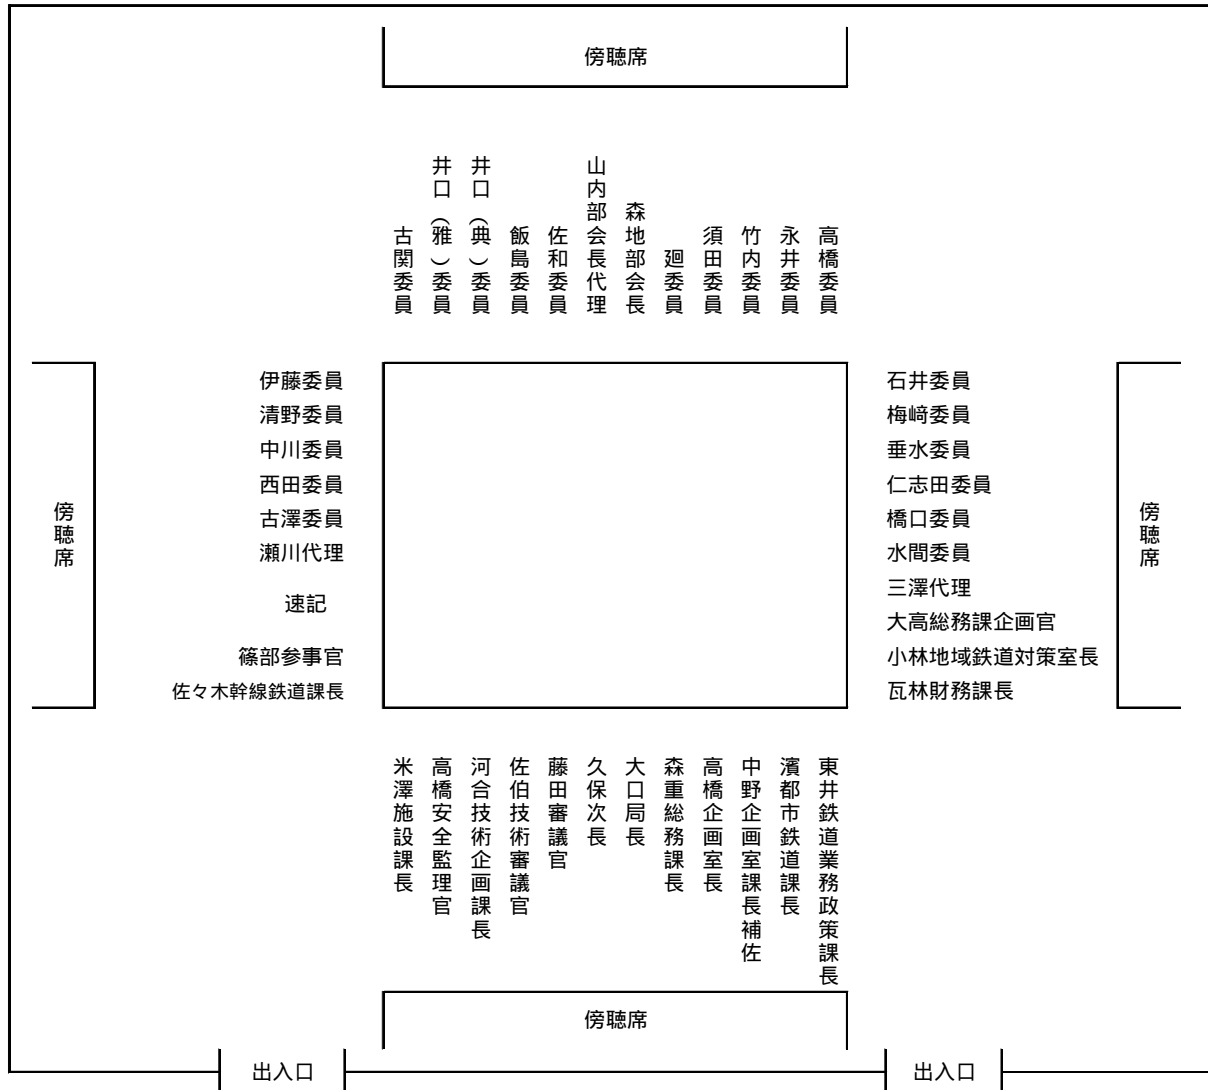 傍聴席
古関委員
井口(雅)委員
井口(典)委員
飯島委員
佐和委員
山内部会長代理
森地部会長
廻委員
須田委員
竹内委員
永井委員
高橋委員
傍聴席
伊藤委員
清野委員
中川委員
西田委員
古澤委員
瀬川代理
速記
篠部参事官
佐々木幹線鉄道課長
石井委員
梅﨑委員
垂水委員
仁志田委員
橋口委員
水間委員
三澤代理
大高総務課企画官
小林地域鉄道対策室長
瓦林財務課長
傍聴席
米澤施設課長
高橋安全監理官
河合技術企画課長
佐伯技術審議官
藤田審議官
久保次長
大口局長
森重総務課長
高橋企画室長
中野企画室課長補佐
濱都市鉄道課長
東井鉄道業務政策課長
傍聴席
出入口
出入口